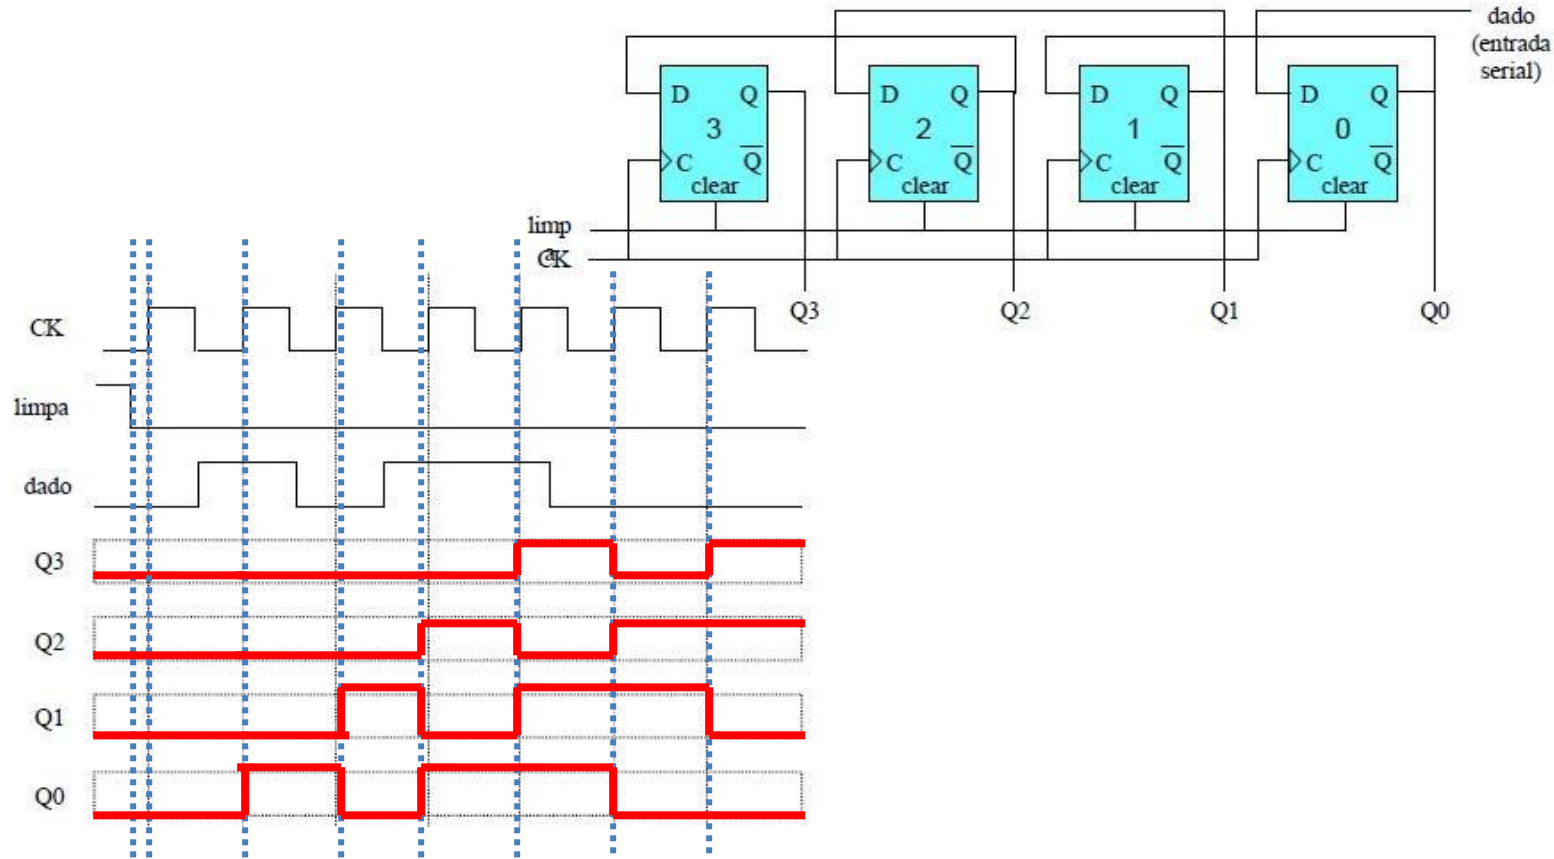 dado
(entrada
serial)
D Q
3
C Q
clear
D Q
2
C Q
clear
D Q
1
C Q
clear
D Q
0
C Q
clear
limp
a
CK
Q3
Q2
Q1
Q0
CK
limpa
dado
Q3
Q2
Q1
Q0